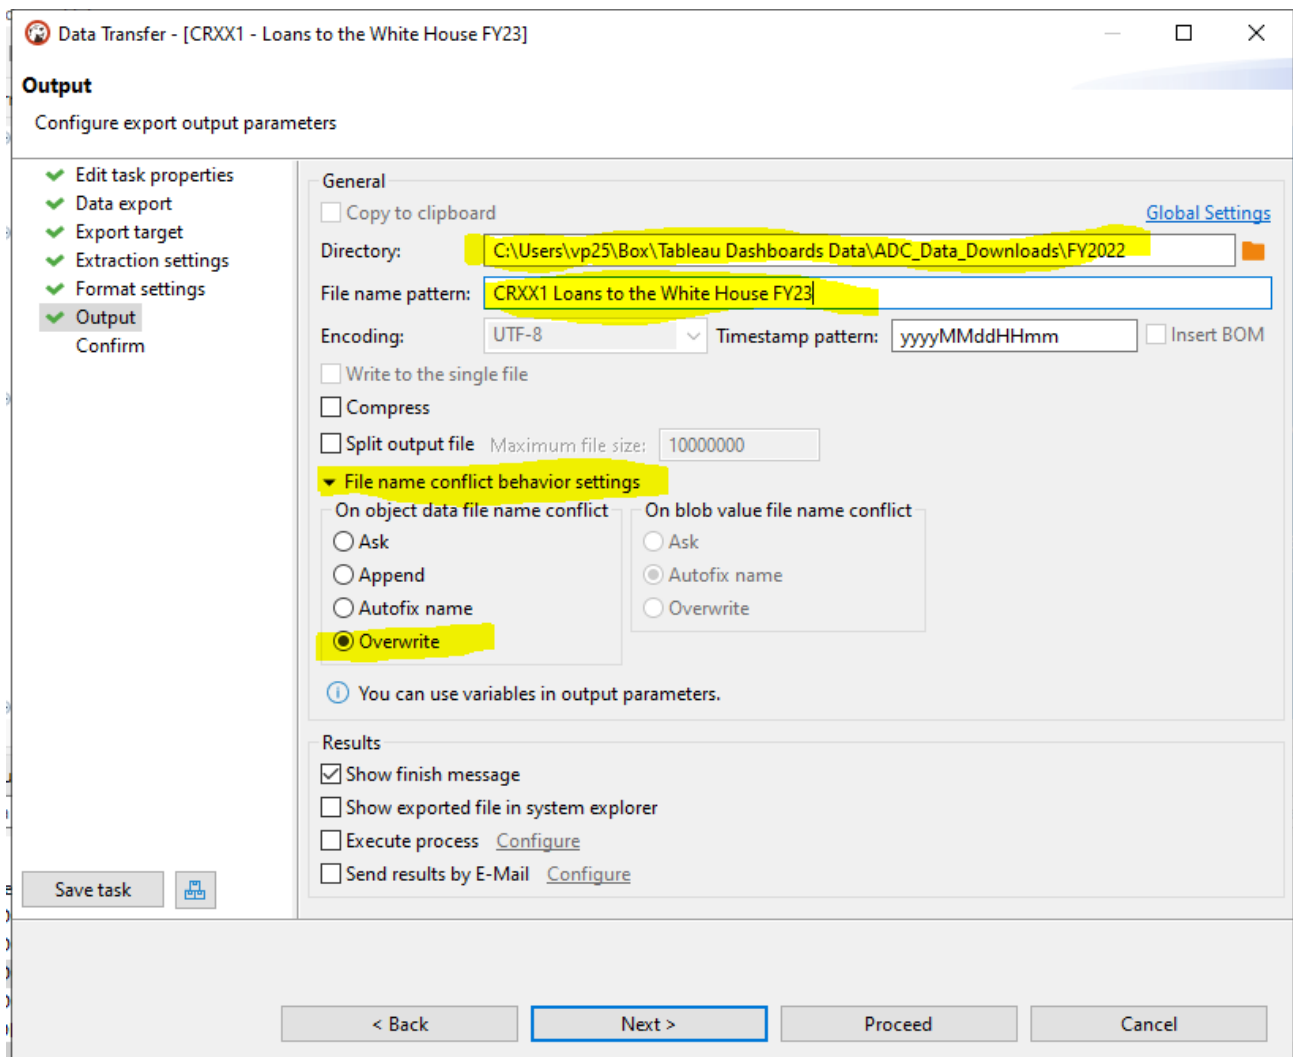 Data Transfer - [CRXX1 - Loans to the White House FY23]
Output
Configure export output parameters
Edit task properties
Data export
Export target
Extraction settings
Format settings
Output
Confirm
General
Copy to clipboard Global Settings
Directory: C:\Users\vp25\Box\Tableau Dashboards Data\ADC_Data_Downloads\FY2022
File name pattern: CRXX1 Loans to the White House FY23
Encoding: UTF-8 Timestamp pattern: yyyyMMddHHmm Insert BOM
Write to the single file
Compress
Split output file Maximum file size: 10000000
File name conflict behavior settings
On object data file name conflict On blob value file name conflict
Ask Ask
Append Autofix name
Autofix name Overwrite
Overwrite
You can use variables in output parameters.
Results
Show finish message
Show exported file in system explorer
Execute process Configure
Send results by E-Mail Configure
Save task
< Back Next > Proceed Cancel